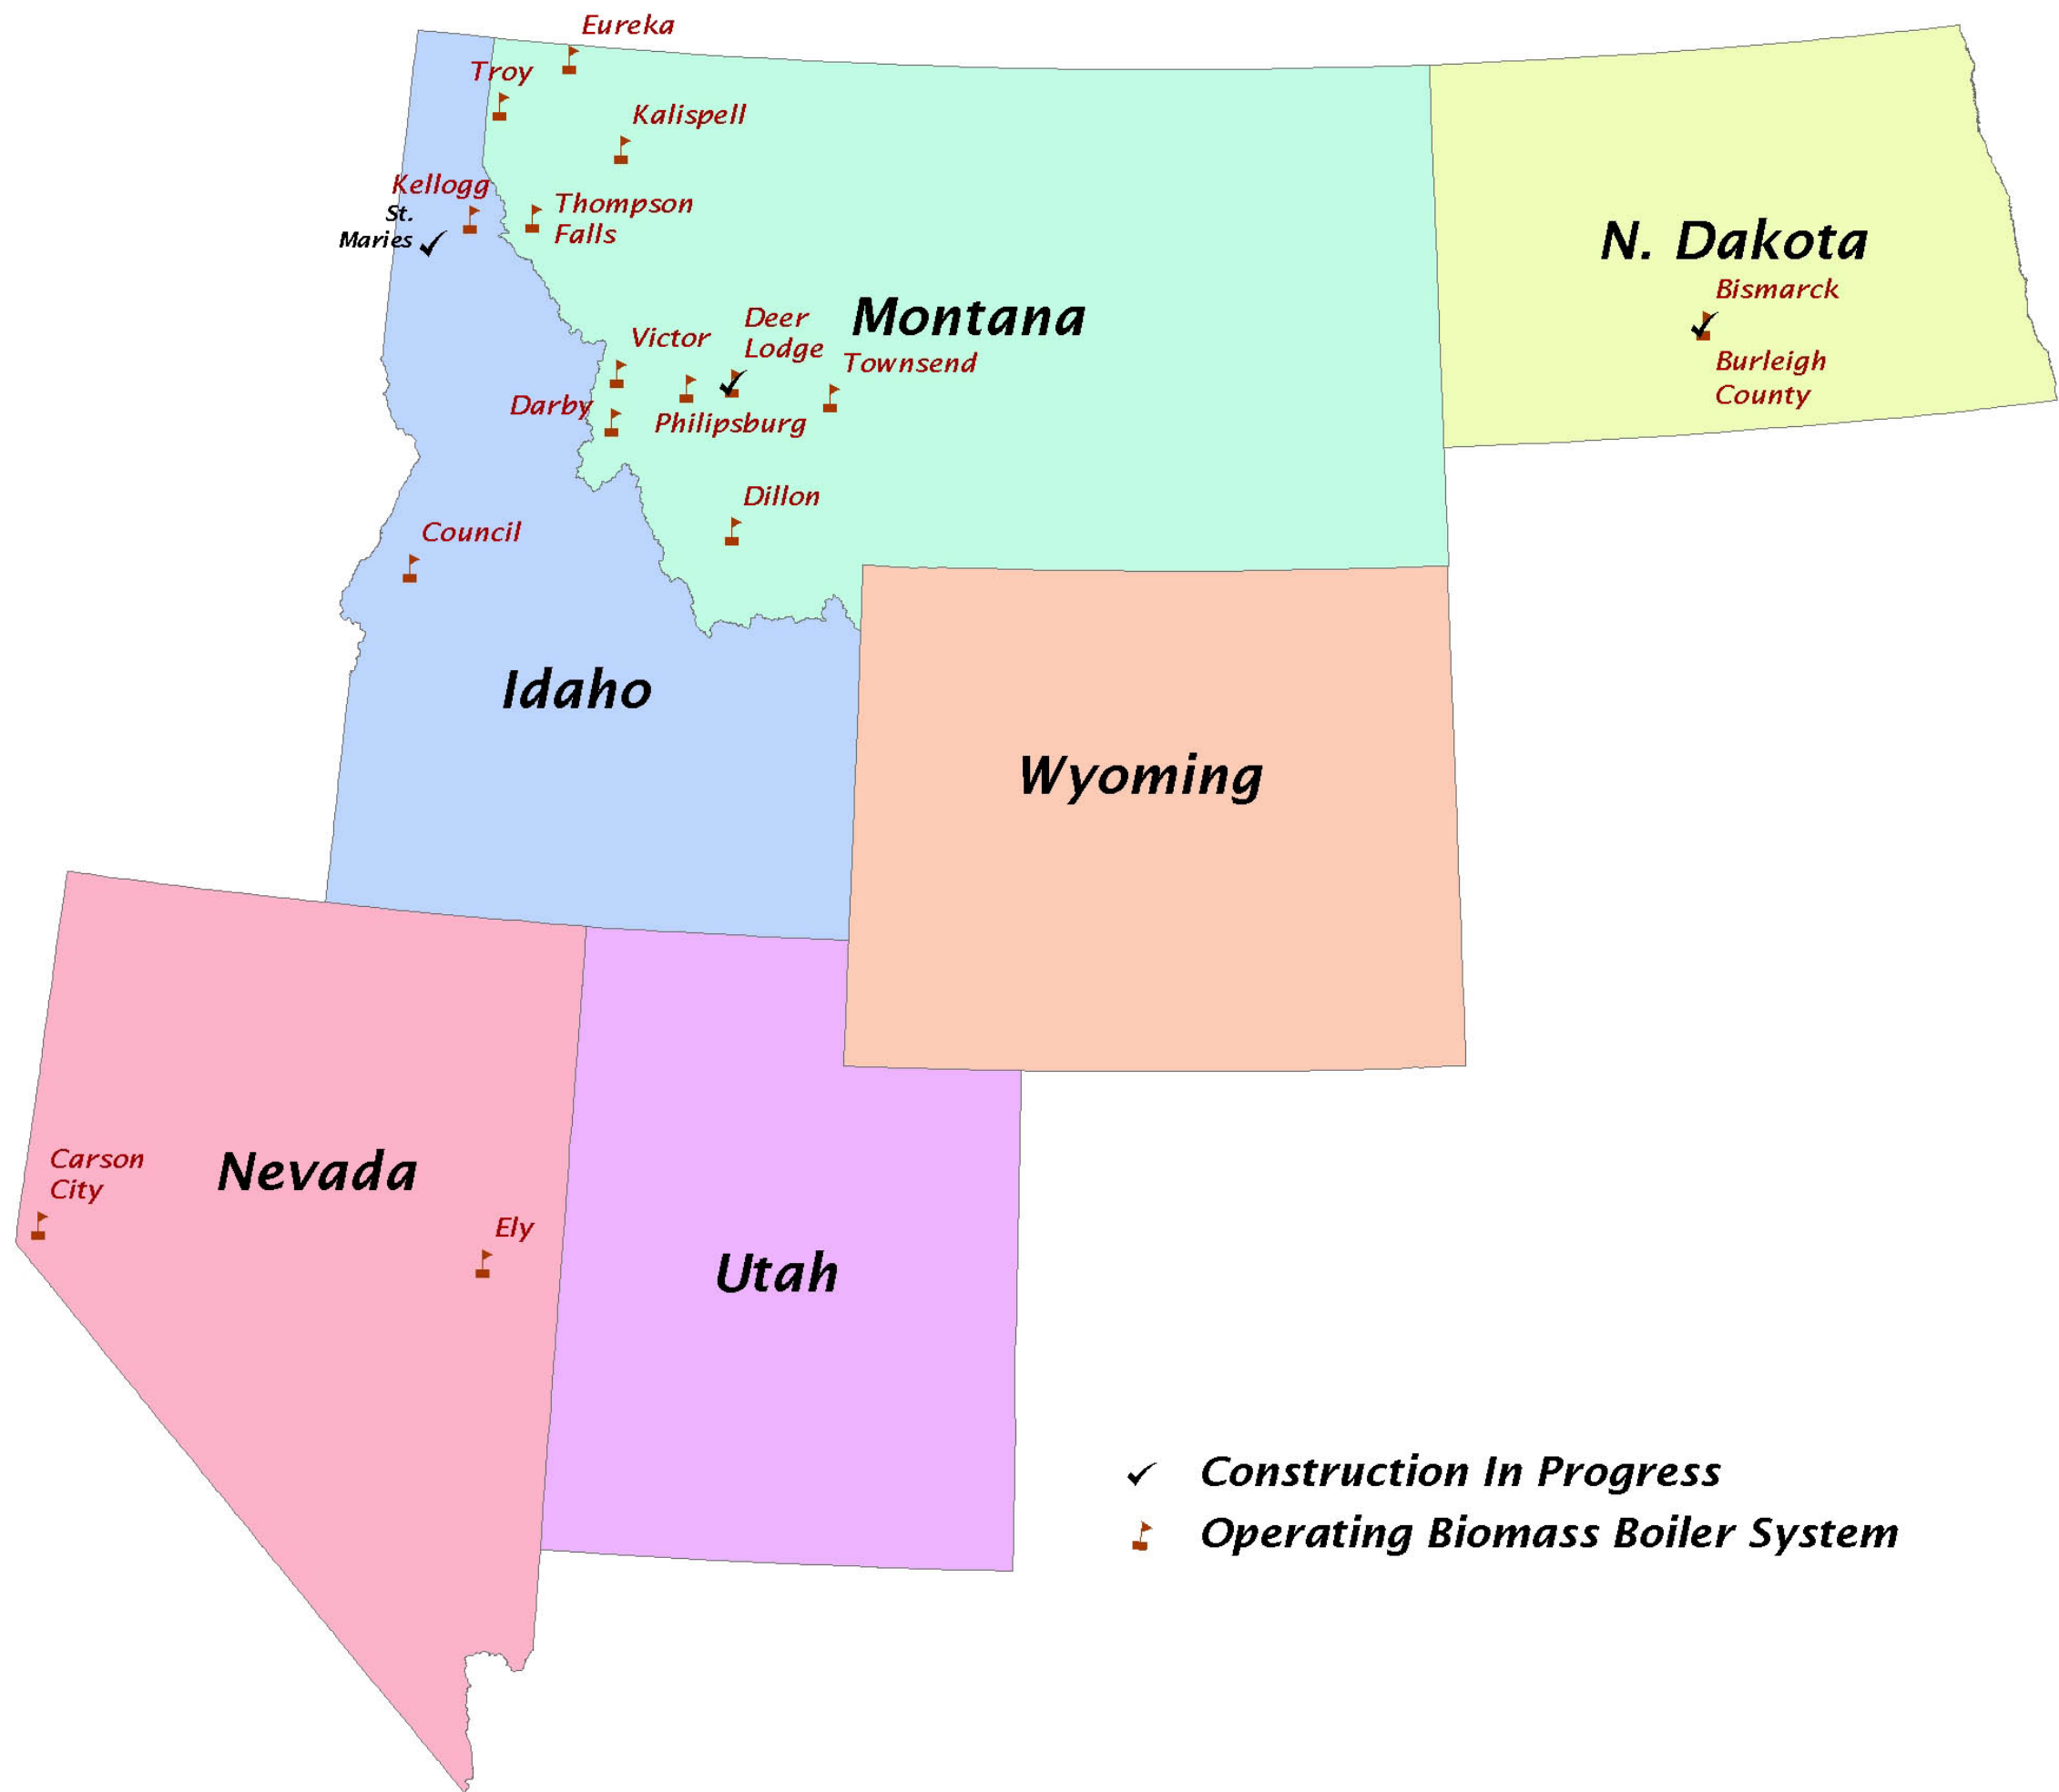 Eureka
Troy
Kalispell
Kellogg
St.
Maries
Thompson
Falls
N. Dakota
Bismarck
Burleigh
County
Montana
Deer
Lodge
Victor
Townsend
Darby
Philipsburg
Dillon
Council
Idaho
Wyoming
Carson
City
Nevada
Ely
Utah
Construction In Progress
Operating Biomass Boiler System